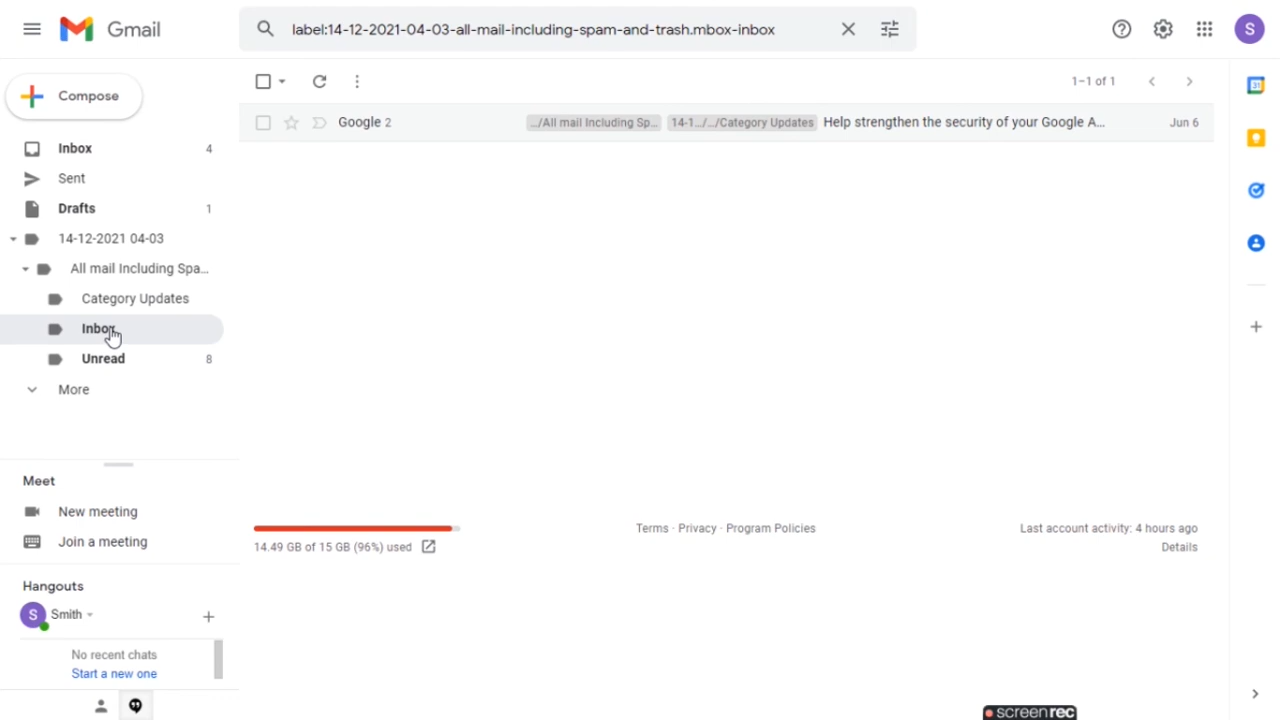 Gmail
label:14-12-2021-04-03-all-mail-including-spam-and-trash.mbox-inbox
S
Compose
1–1 of 1
31
Google 2 .../All mail Including Sp... 14-1.../.../Category Updates Help strengthen the security of your Google A... Jun 6
Inbox 4
Sent
Drafts 1
14-12-2021 04-03
All mail Including Spa...
Category Updates
Inbox
Unread 8
More
Meet
New meeting
Join a meeting
Hangouts
S Smith
No recent chats
Start a new one
14.49 GB of 15 GB (96%) used
Terms · Privacy · Program Policies
Last account activity: 4 hours ago
Details
screenrec